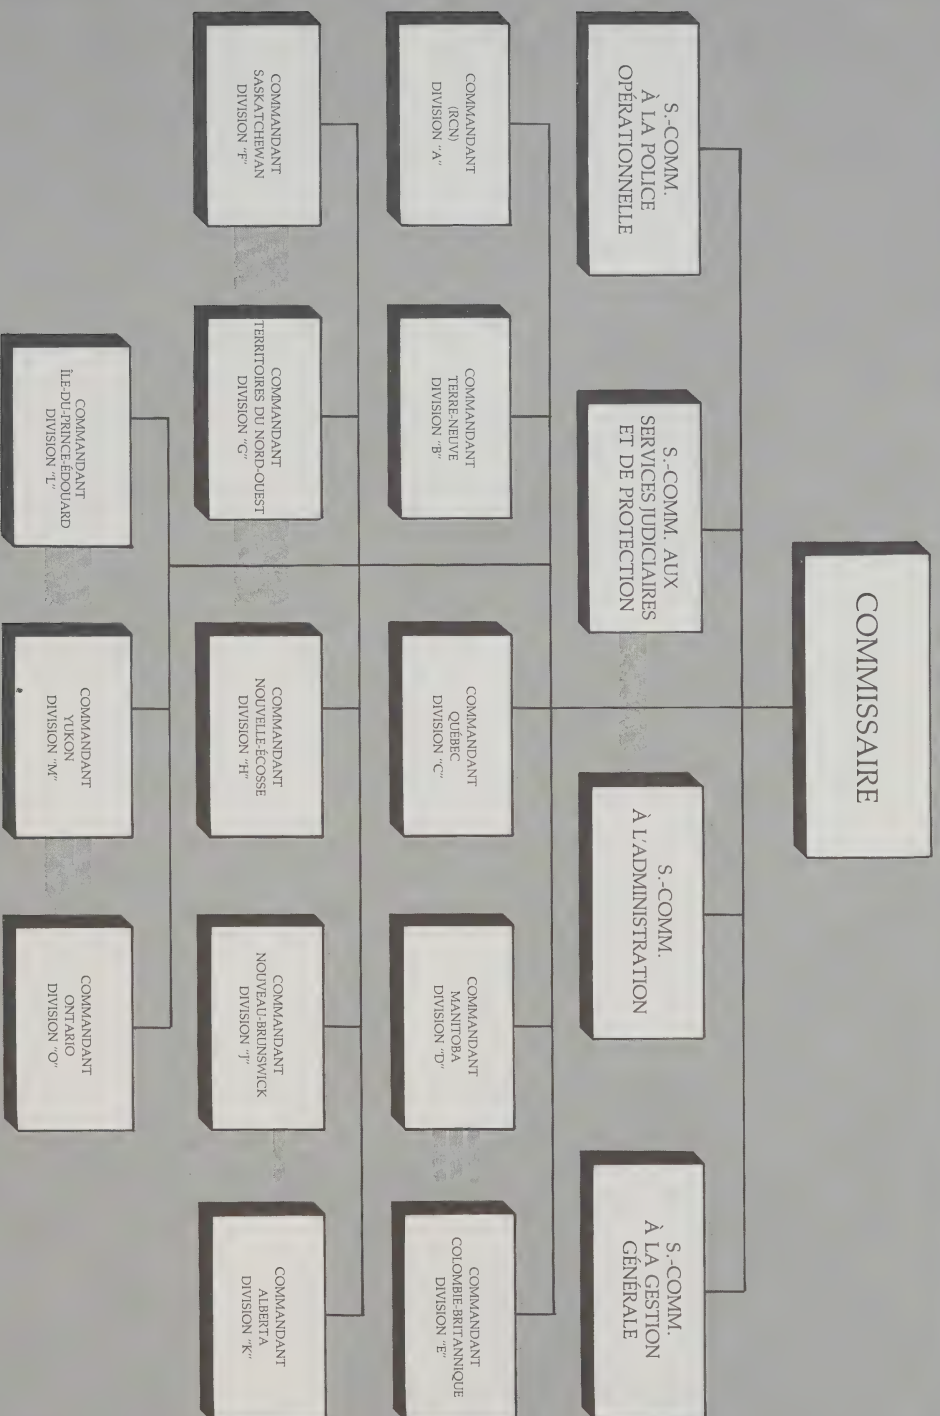 COMMISSAIRE
S.-COMM.
À LA POLICE
OPÉRATIONNELLE
S.-COMM. AUX
SERVICES JUDICIAIRES
ET DE PROTECTION
S.-COMM.
À L'ADMINISTRATION
S.-COMM.
À LA GESTION
GÉNÉRALE
COMMANDANT
(RCN)
DIVISION "A"
COMMANDANT
TERRE-NEUVE
DIVISION "B"
COMMANDANT
QUÉBEC
DIVISION "C"
COMMANDANT
MANITOBA
DIVISION "D"
COMMANDANT
COLOMBIE-BRITANNIQUE
DIVISION "E"
COMMANDANT
SASKATCHEWAN
DIVISION "F"
COMMANDANT
TERRITOIRES DU NORD-OUEST
DIVISION "G"
COMMANDANT
NOUVELLE-ÉCOSSE
DIVISION "H"
COMMANDANT
NOUVEAU-BRUNSWICK
DIVISION "J"
COMMANDANT
ALBERTA
DIVISION "K"
COMMANDANT
ÎLE-DU-PRINCE-ÉDOUARD
DIVISION "L"
COMMANDANT
YUKON
DIVISION "M"
COMMANDANT
ONTARIO
DIVISION "O"